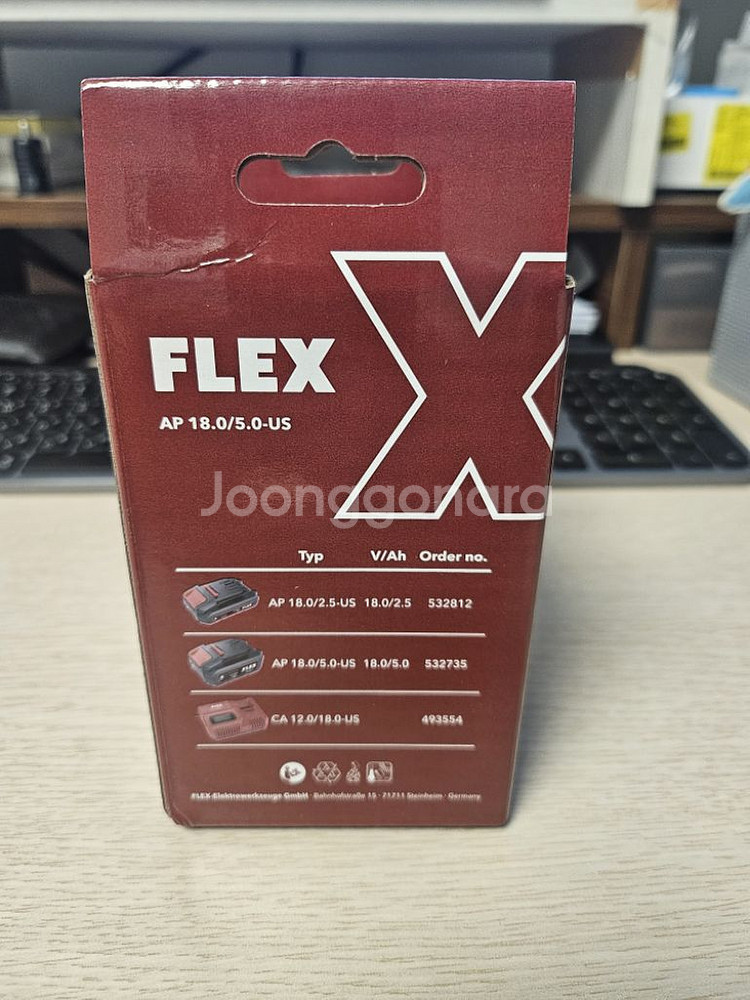 FLEX
AP 18.0/5.0-US
Joonggonara
Typ V/Ah Order no.
AP 18.0/2.5-US 18.0/2.5 532812
FLEX
AP 18.0/5.0-US 18.0/5.0 532735
CA 12.0/18.0-US 493554
FLEX-Elektrowerkzeuge GmbH · Bahnhofstraße 15 · 71711 Steinheim · Germany